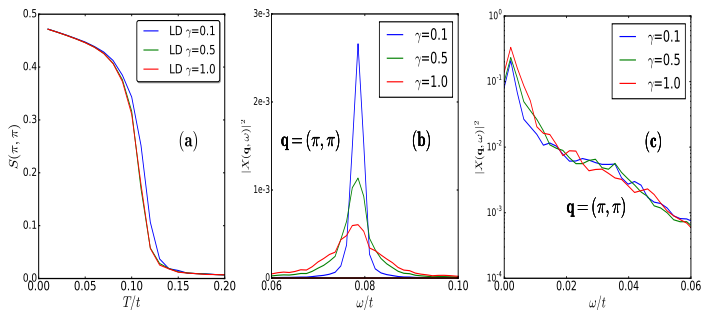 0.5
0.4
0.3
0.2
0.1
0.0
S(π, π)
LD γ=0.1
LD γ=0.5
LD γ=1.0
(a)
0.00 0.05 0.10 0.15 0.20
T/t
3e-3
2e-3
1e-3
0
|X(q, ω)|²
γ=0.1
γ=0.5
γ=1.0
q=(π, π) (b)
0.06 0.08 0.10
ω/t
10⁰
10⁻¹
10⁻²
10⁻³
10⁻⁴
|X(q, ω)|²
γ=0.1
γ=0.5
γ=1.0
(c)
q=(π, π)
0.00 0.02 0.04 0.06
ω/t